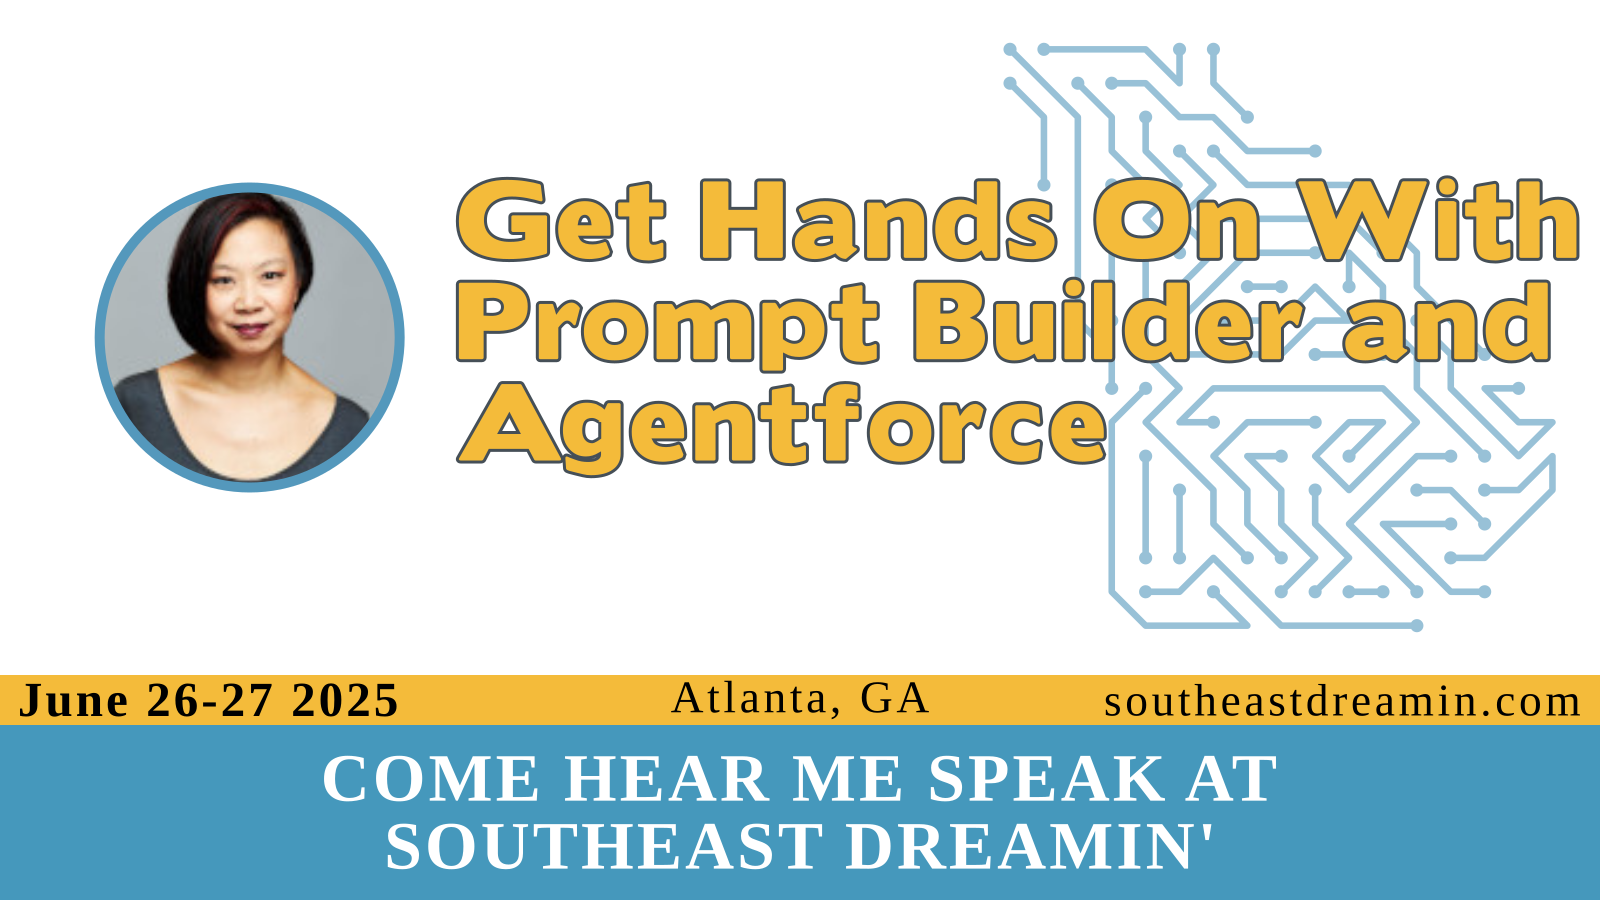 Get Hands On With
Prompt Builder and
Agentforce
June 26-27 2025
Atlanta, GA
southeastdreamin.com
COME HEAR ME SPEAK AT
SOUTHEAST DREAMIN'